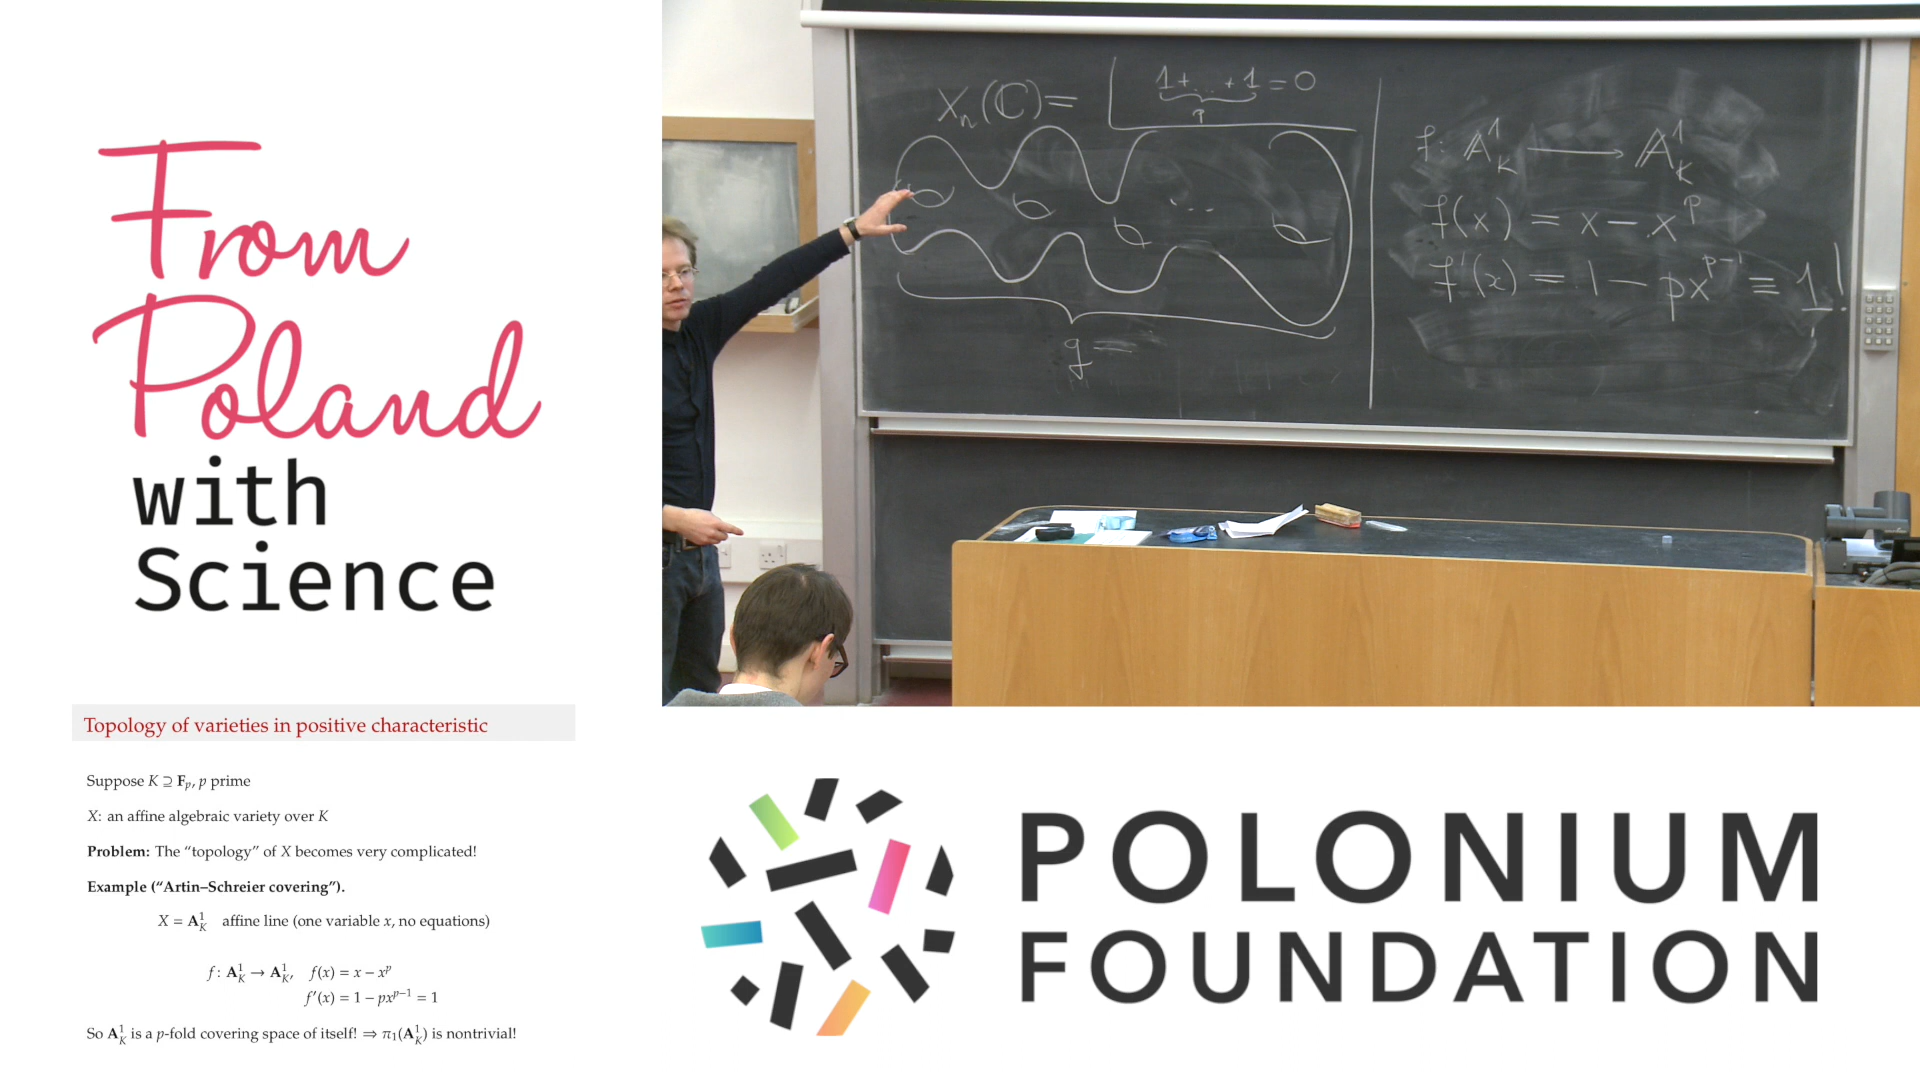 From
Poland
with
Science
Topology of varieties in positive characteristic
Suppose K ⊇ F_p, p prime
X: an affine algebraic variety over K
Problem: The “topology” of X becomes very complicated!
Example (“Artin–Schreier covering”).
X = A^1_K affine line (one variable x, no equations)
f: A^1_K → A^1_K, f(x) = x − x^p
f′(x) = 1 − px^{p−1} = 1
So A^1_K is a p-fold covering space of itself! ⇒ π_1(A^1_K) is nontrivial!
X_n(ℂ) =
1+...+1 = 0
p
g =
f: A^1_K → A^1_K
f(x) = x − x^p
f′(x) = 1 − px^{p−1} ≡ 1!
POLONIUM
FOUNDATION